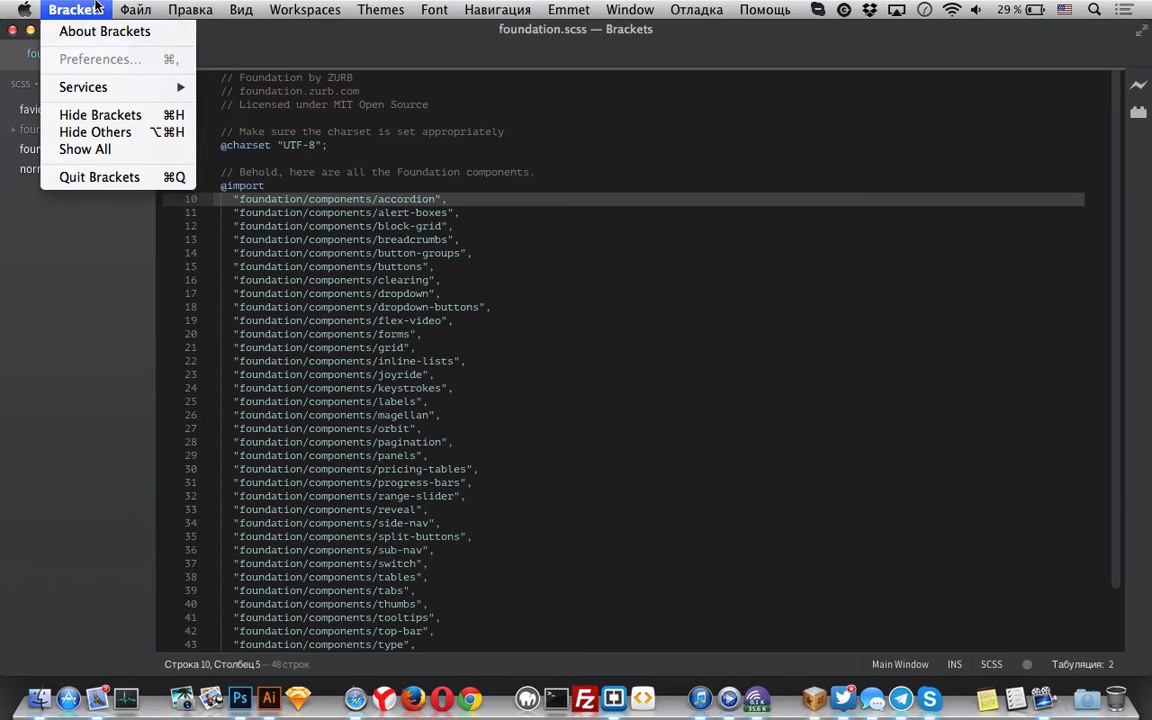 Brackets Файл Правка Вид Workspaces Themes Font Навигация Emmet Window Отладка Помощь 29 %
foundation.scss — Brackets
About Brackets
Preferences... ⌘,
Services ▶
Hide Brackets ⌘H
Hide Others ⌥⌘H
Show All
Quit Brackets ⌘Q
SCSS
// Foundation by ZURB
// foundation.zurb.com
// Licensed under MIT Open Source
// Make sure the charset is set appropriately
@charset "UTF-8";
// Behold, here are all the Foundation components.
@import
10 "foundation/components/accordion",
11 "foundation/components/alert-boxes",
12 "foundation/components/block-grid",
13 "foundation/components/breadcrumbs",
14 "foundation/components/button-groups",
15 "foundation/components/buttons",
16 "foundation/components/clearing",
17 "foundation/components/dropdown",
18 "foundation/components/dropdown-buttons",
19 "foundation/components/flex-video",
20 "foundation/components/forms",
21 "foundation/components/grid",
22 "foundation/components/inline-lists",
23 "foundation/components/joyride",
24 "foundation/components/keystrokes",
25 "foundation/components/labels",
26 "foundation/components/magellan",
27 "foundation/components/orbit",
28 "foundation/components/pagination",
29 "foundation/components/panels",
30 "foundation/components/pricing-tables",
31 "foundation/components/progress-bars",
32 "foundation/components/range-slider",
33 "foundation/components/reveal",
34 "foundation/components/side-nav",
35 "foundation/components/split-buttons",
36 "foundation/components/sub-nav",
37 "foundation/components/switch",
38 "foundation/components/tables",
39 "foundation/components/tabs",
40 "foundation/components/thumbs",
41 "foundation/components/tooltips",
42 "foundation/components/top-bar",
43 "foundation/components/type",
Строка 10, Столбец 5 — 48 строк Main Window INS SCSS Табуляция: 2
Ps Ai Fz